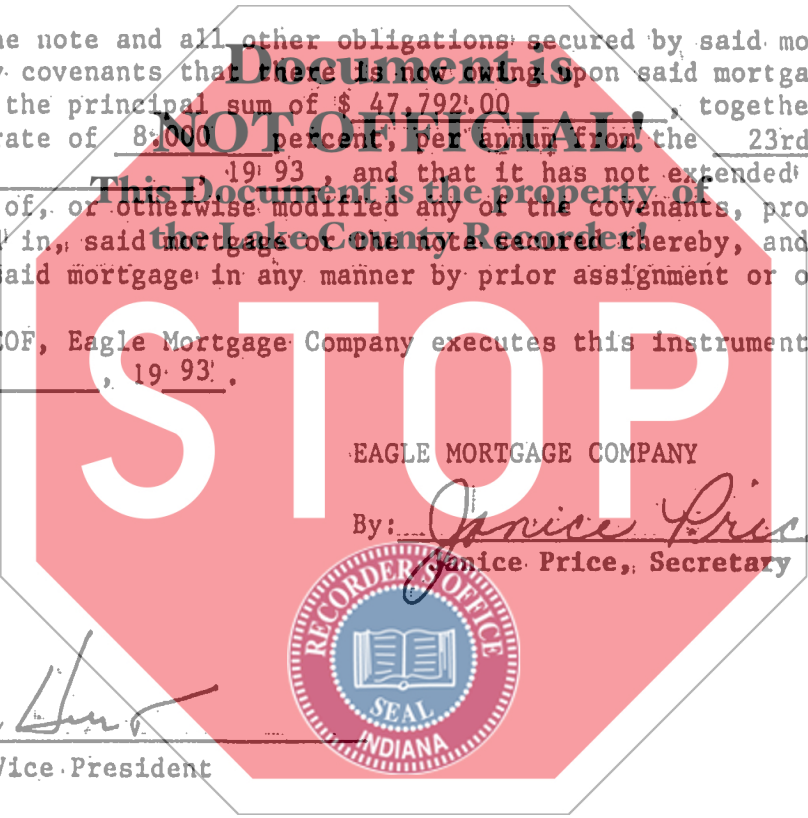 he note and all other obligations secured by said mo
y covenants that there is now owing upon said mortga
the principal sum of $ 47,792.00 , togethe
rate of 8.000 percent, per annum from the 23rd
, 19 93 , and that it has not extended
of, or otherwise modified any of the covenants, pro
in, said mortgage or the note secured thereby, and
said mortgage in any manner by prior assignment or o
OF, Eagle Mortgage Company executes this instrument
, 19 93 .
Document is
NOT OFFICIAL!
This Document is the property of
the Lake County Recorder!
STOP
EAGLE MORTGAGE COMPANY
By: Janice Pric
Janice Price, Secretary
RECORDER'S OFFICE
SEAL
INDIANA
Vice President